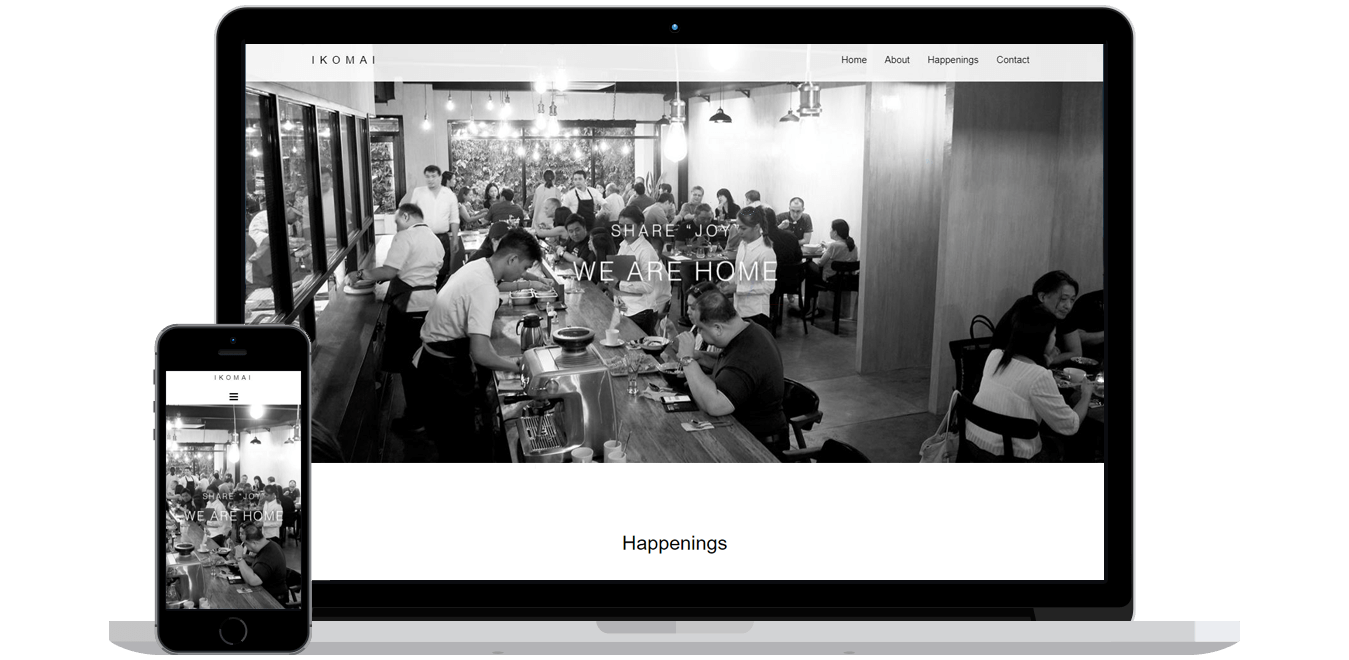 IKOMAI
Home About Happenings Contact
SHARE “JOY”
WE ARE HOME
Happenings
IKOMAI
SHARE “JOY”
WE ARE HOME